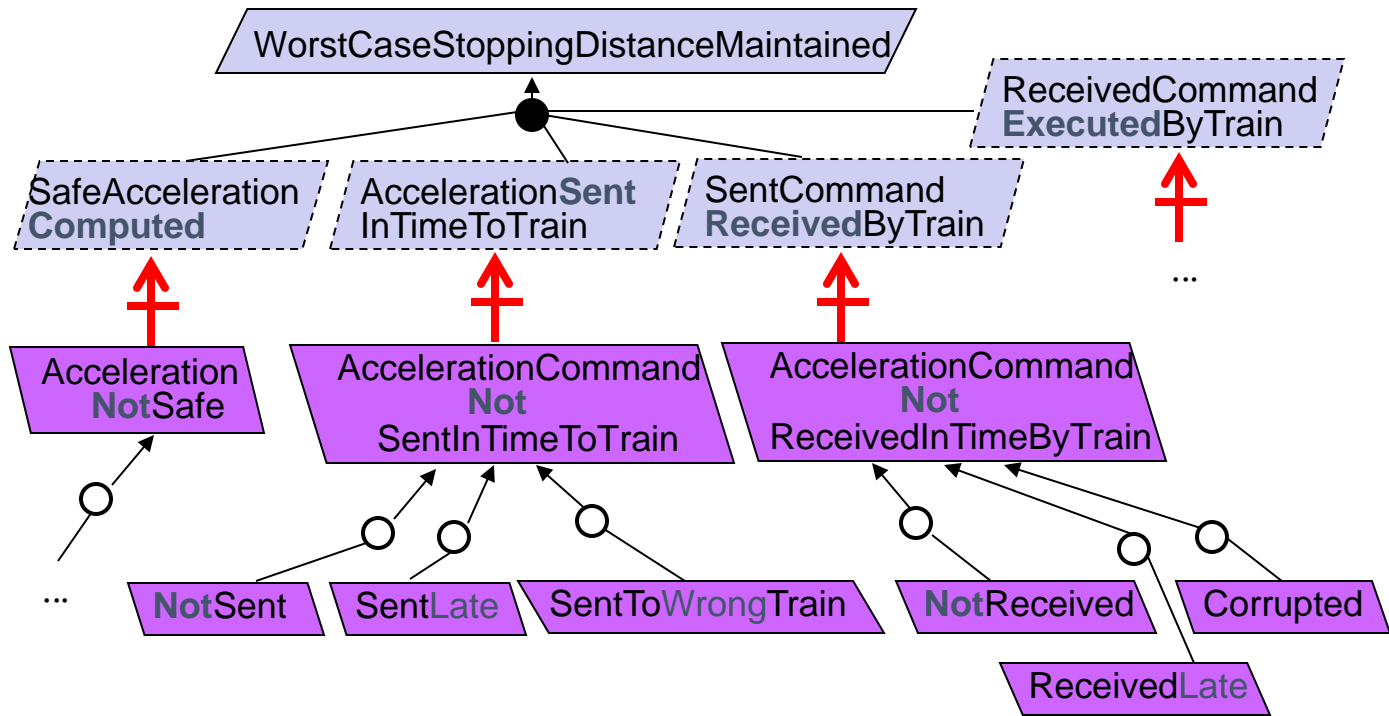 WorstCaseStoppingDistanceMaintained
ReceivedCommand
ExecutedByTrain
SafeAcceleration
Computed
AccelerationSent
InTimeToTrain
SentCommand
ReceivedByTrain
...
Acceleration
NotSafe
AccelerationCommand
Not
SentInTimeToTrain
AccelerationCommand
Not
ReceivedInTimeByTrain
...
NotSent
SentLate
SentToWrongTrain
NotReceived
Corrupted
ReceivedLate